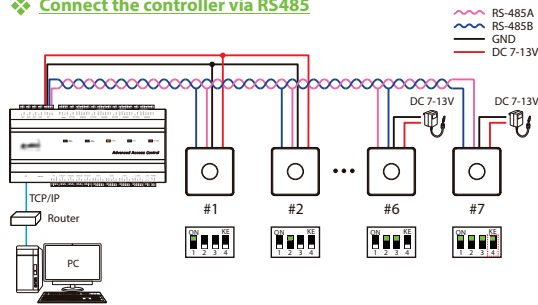 ❖ Connect the controller via RS485
RS-485A
RS-485B
GND
DC 7-13V
DC 7-13V
DC 7-13V
Advanced Access Control
#1
#2
•••
#6
#7
TCP/IP
Router
PC
ON KE
1 2 3 4
ON KE
1 2 3 4
ON KE
1 2 3 4
ON KE
1 2 3 4